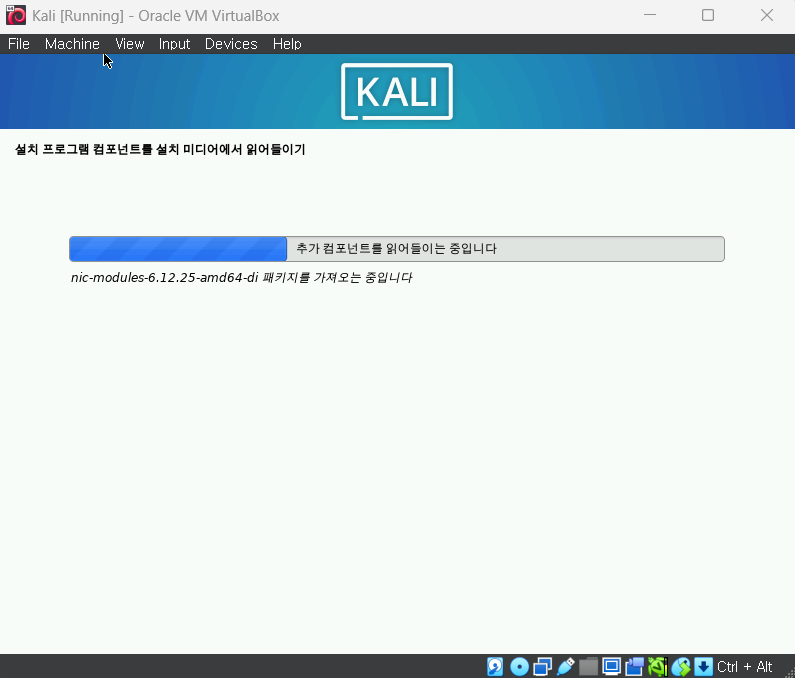 Kali [Running] - Oracle VM VirtualBox
File Machine View Input Devices Help
KALI
설치 프로그램 컴포넌트를 설치 미디어에서 읽어들이기
추가 컴포넌트를 읽어들이는 중입니다
nic-modules-6.12.25-amd64-di 패키지를 가져오는 중입니다
Ctrl + Alt